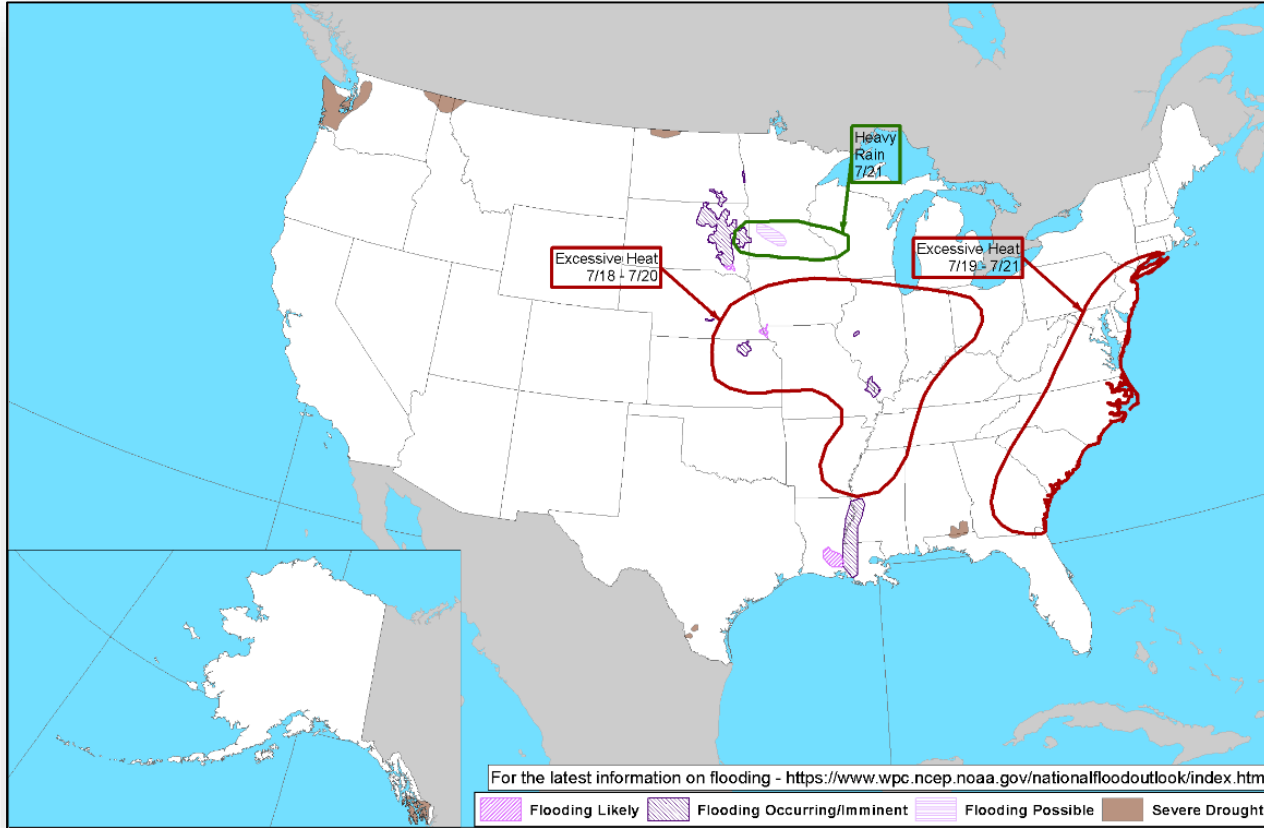 Heavy
Rain
7/21
Excessive Heat
7/18 - 7/20
Excessive Heat
7/19 - 7/21
For the latest information on flooding - https://www.wpc.ncep.noaa.gov/nationalfloodoutlook/index.htm
Flooding Likely Flooding Occurring/Imminent Flooding Possible Severe Drought